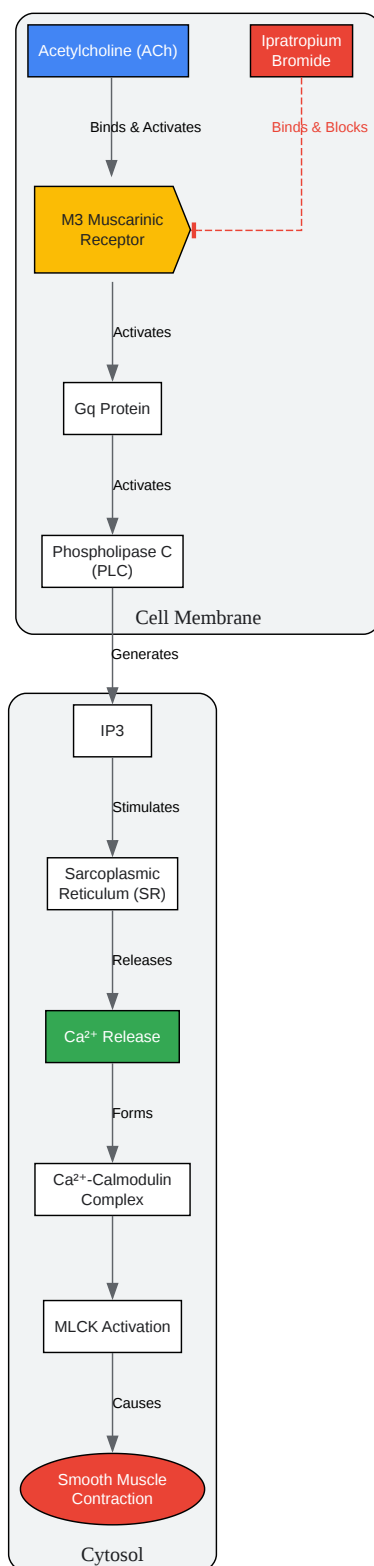 Acetylcholine (ACh)
Ipratropium
Bromide
Binds & Activates
Binds & Blocks
M3 Muscarinic
Receptor
Activates
Gq Protein
Activates
Phospholipase C
(PLC)
Cell Membrane
Generates
IP3
Stimulates
Sarcoplasmic
Reticulum (SR)
Releases
Ca²⁺ Release
Forms
Ca²⁺-Calmodulin
Complex
MLCK Activation
Causes
Smooth Muscle
Contraction
Cytosol